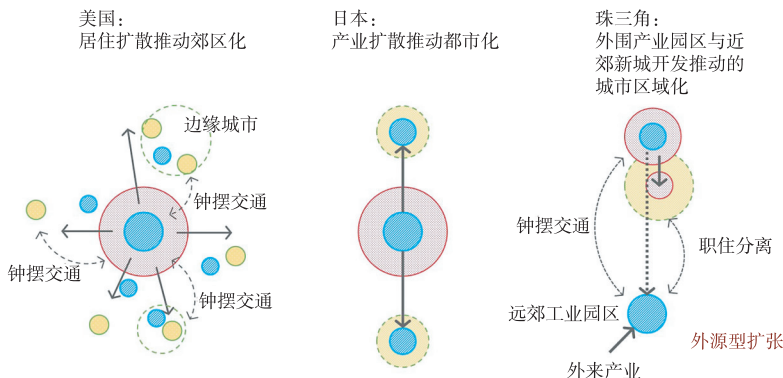 美国：
居住扩散推动郊区化
日本：
产业扩散推动都市化
珠三角：
外围产业园区与近
郊新城开发推动的
城市区域化
边缘城市
钟摆交通
钟摆交通
钟摆交通
钟摆交通
职住分离
远郊工业园区
外源型扩张
外来产业